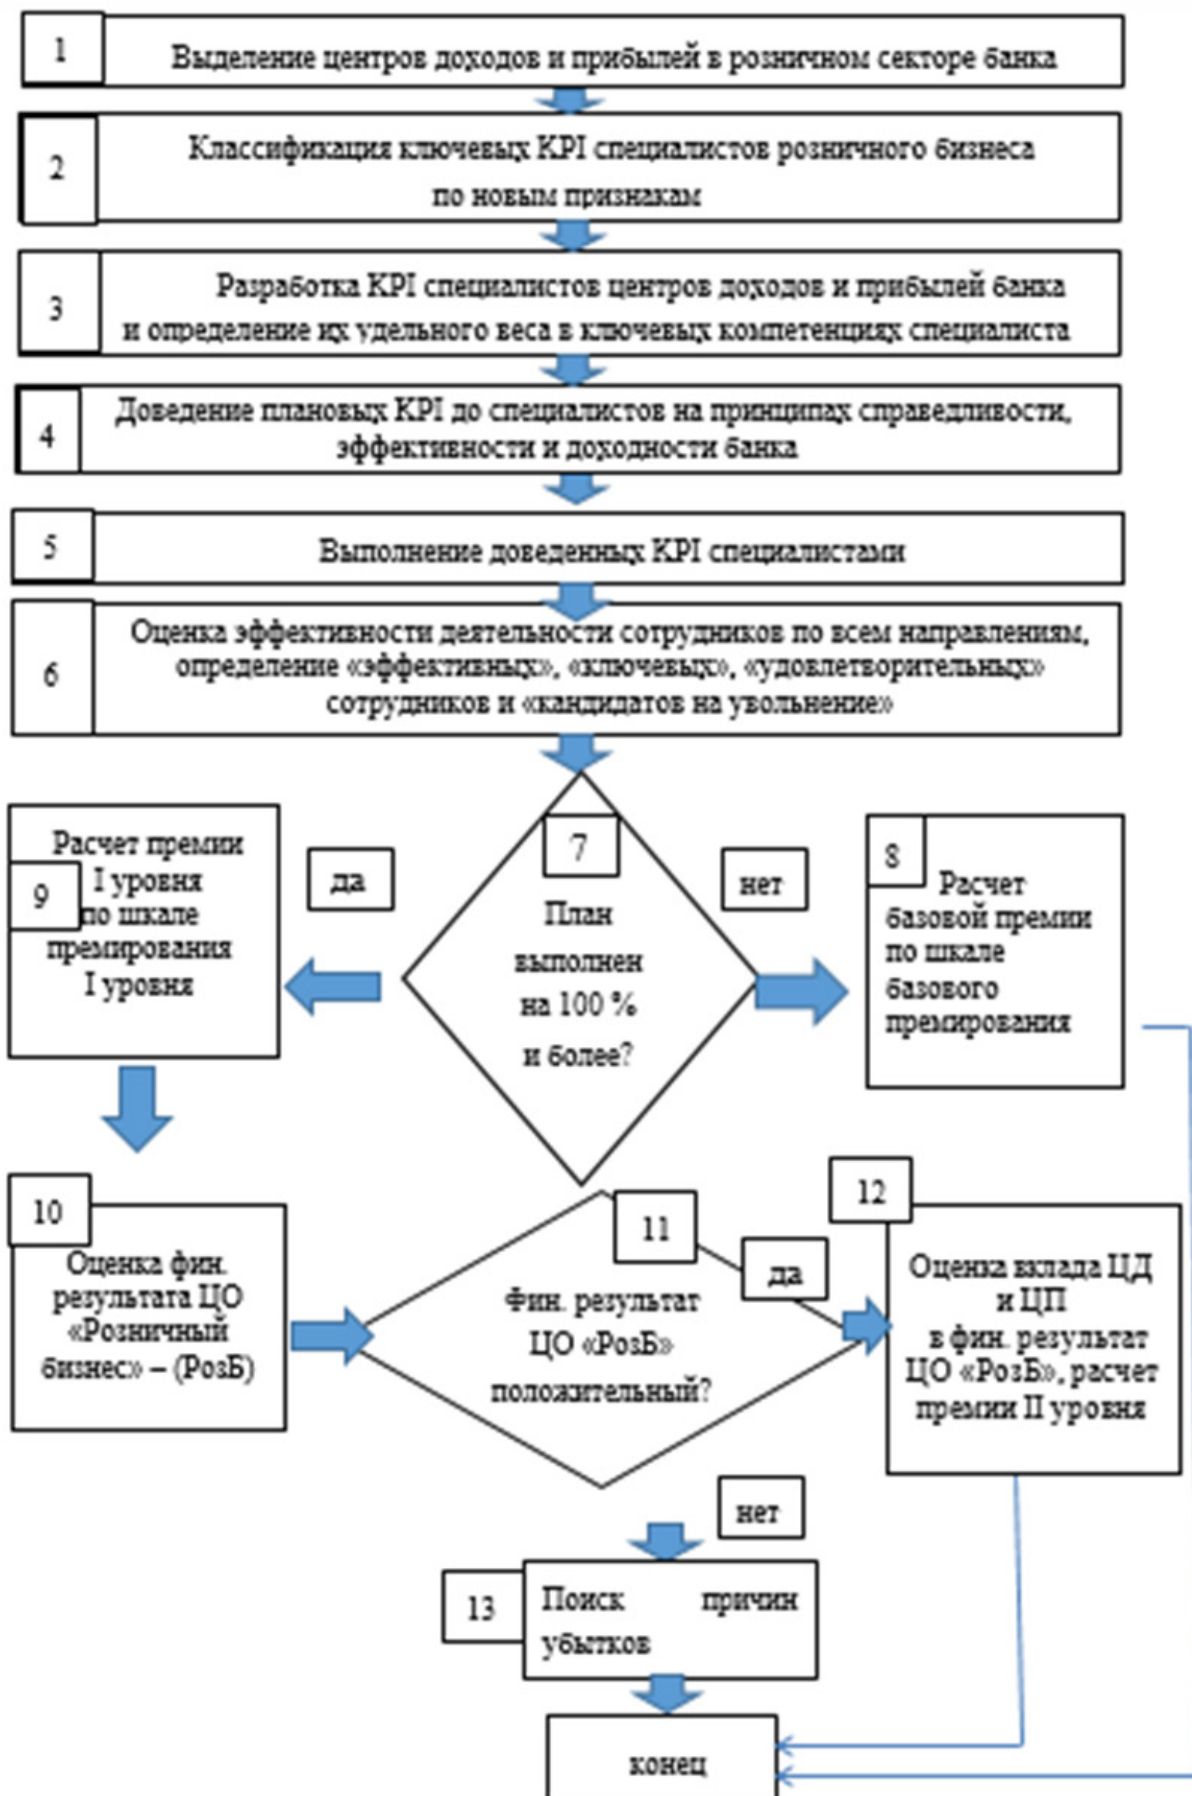 1
Выделение центров доходов и прибылей в розничном секторе банка
2
Классификация ключевых KPI специалистов розничного бизнеса
по новым признакам
3
Разработка KPI специалистов центров доходов и прибылей банка
и определение их удельного веса в ключевых компетенциях специалиста
4
Доведение плановых KPI до специалистов на принципах справедливости,
эффективности и доходности банка
5
Выполнение доведенных KPI специалистами
6
Оценка эффективности деятельности сотрудников по всем направлениям,
определение «эффективных», «ключевых», «удовлетворительных»
сотрудников и «кандидатов на увольнение»
7
План
выполнен
на 100 %
и более?
да
нет
9
Расчет премии
I уровня
по шкале
премирования
I уровня
8
Расчет
базовой премии
по шкале
базового
премирования
10
Оценка фин.
результата ЦО
«Розничный
бизнес» – (РозБ)
11
Фин. результат
ЦО «РозБ»
положительный?
да
12
Оценка вклада ЦД
и ЦП
в фин. результат
ЦО «РозБ», расчет
премии II уровня
нет
13
Поиск причин
убытков
конец